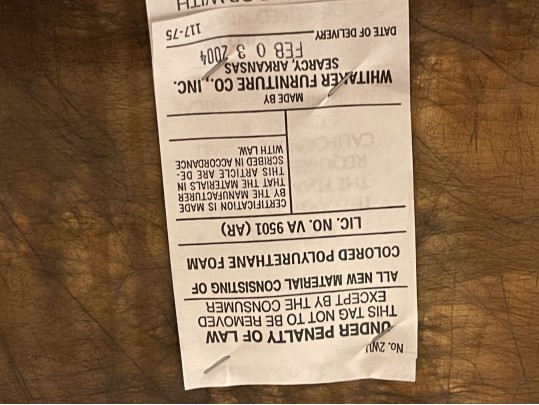 UNDER PENALTY OF LAW
THIS TAG NOT TO BE REMOVED
EXCEPT BY THE CONSUMER
ALL NEW MATERIAL CONSISTING OF
COLORED POLYURETHANE FOAM
LIC. NO. VA 9501 (AR)
CERTIFICATION IS MADE
BY THE MANUFACTURER
THAT THE MATERIALS IN
THIS ARTICLE ARE DE-
SCRIBED IN ACCORDANCE
WITH LAW.
MADE BY
WHITAKER FURNITURE CO., INC.
SEARCY, ARKANSAS
FEB 0 3 2004
DATE OF DELIVERY
117-75
WITH